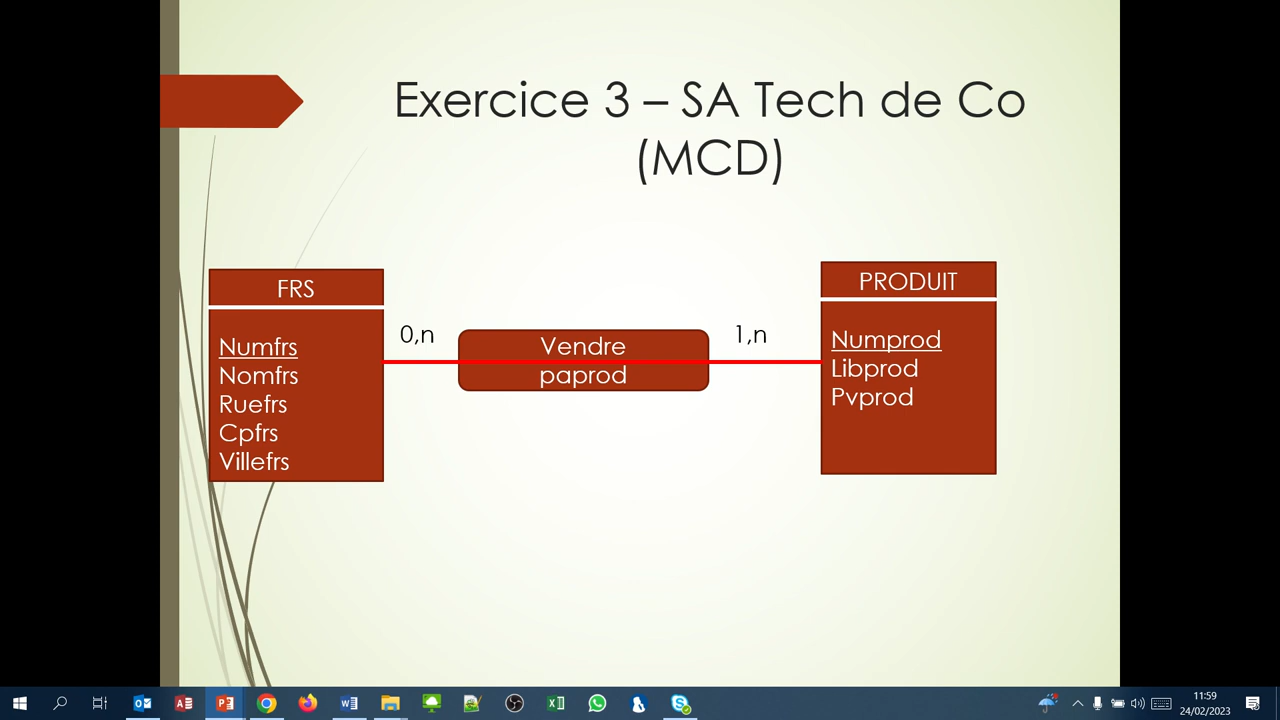 Exercice 3 – SA Tech de Co
(MCD)
FRS
Numfrs
Nomfrs
Ruefrs
Cpfrs
Villefrs
0,n
Vendre
paprod
1,n
PRODUIT
Numprod
Libprod
Pvprod
11:59
24/02/2023